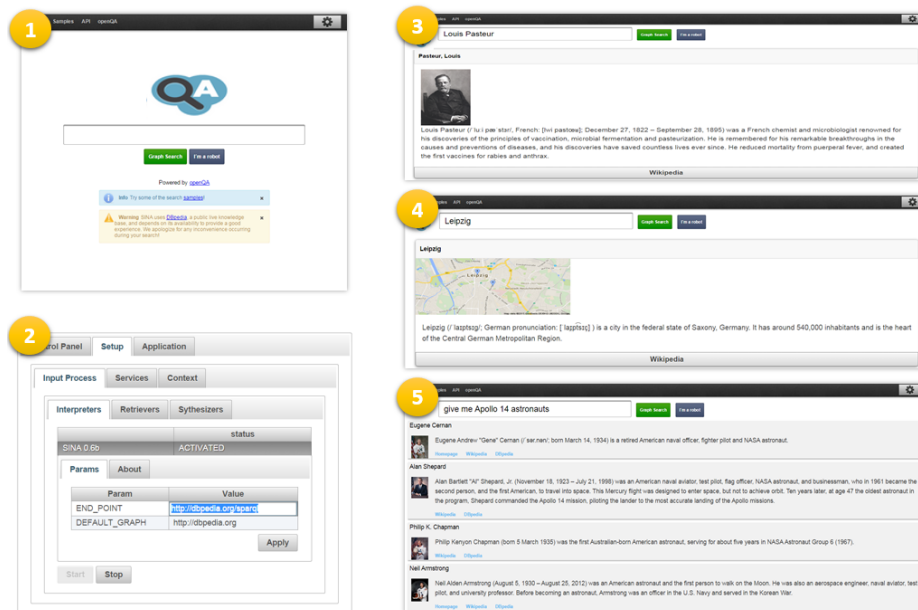 1
Samples API openQA
QA
Graph Search I'm a robot
Powered by openQA
Info Try some of the search samples! x
Warning SINA uses DBpedia, a public live knowledge x
base, and depends on its availability to provide a good
experience. We apologize for any inconvenience occurring
during your search!
2
rol Panel Setup Application
Input Process Services Context
Interpreters Retrievers Sythesizers
status
SINA 0.6b ACTIVATED
Params About
Param Value
END_POINT http://dbpedia.org/sparql
DEFAULT_GRAPH http://dbpedia.org
Apply
Start Stop
3
ples API openQA
Louis Pasteur Graph Search I'm a robot
Pasteur, Louis
Louis Pasteur (/ˈluːi pæˈstɜr/, French: [lwi pastœʁ]; December 27, 1822 – September 28, 1895) was a French chemist and microbiologist renowned for
his discoveries of the principles of vaccination, microbial fermentation and pasteurization. He is remembered for his remarkable breakthroughs in the
causes and preventions of diseases, and his discoveries have saved countless lives ever since. He reduced mortality from puerperal fever, and created
the first vaccines for rabies and anthrax.
Wikipedia
4
ples API openQA
Leipzig Graph Search I'm a robot
Leipzig
Leipzig
Leipzig (/ˈlaɪptsɪɡ/; German pronunciation: [ˈlaɪptsɪç] ) is a city in the federal state of Saxony, Germany. It has around 540,000 inhabitants and is the heart
of the Central German Metropolitan Region.
Wikipedia
5
ples API openQA
give me Apollo 14 astronauts Graph Search I'm a robot
Eugene Cernan
Eugene Andrew "Gene" Cernan (/ˈsɜrnən/; born March 14, 1934) is a retired American naval officer, fighter pilot and NASA astronaut.
Homepage Wikipedia DBpedia
Alan Shepard
Alan Bartlett "Al" Shepard, Jr. (November 18, 1923 – July 21, 1998) was an American naval aviator, test pilot, flag officer, NASA astronaut, and businessman, who in 1961 became the
second person, and the first American, to travel into space. This Mercury flight was designed to enter space, but not to achieve orbit. Ten years later, at age 47 the oldest astronaut in
the program, Shepard commanded the Apollo 14 mission, piloting the lander to the most accurate landing of the Apollo missions.
Wikipedia DBpedia
Philip K. Chapman
Philip Kenyon Chapman (born 5 March 1935) was the first Australian-born American astronaut, serving for about five years in NASA Astronaut Group 6 (1967).
Wikipedia DBpedia
Neil Armstrong
Neil Alden Armstrong (August 5, 1930 – August 25, 2012) was an American astronaut and the first person to walk on the Moon. He was also an aerospace engineer, naval aviator, test
pilot, and university professor. Before becoming an astronaut, Armstrong was an officer in the U.S. Navy and served in the Korean War.
Homepage Wikipedia DBpedia